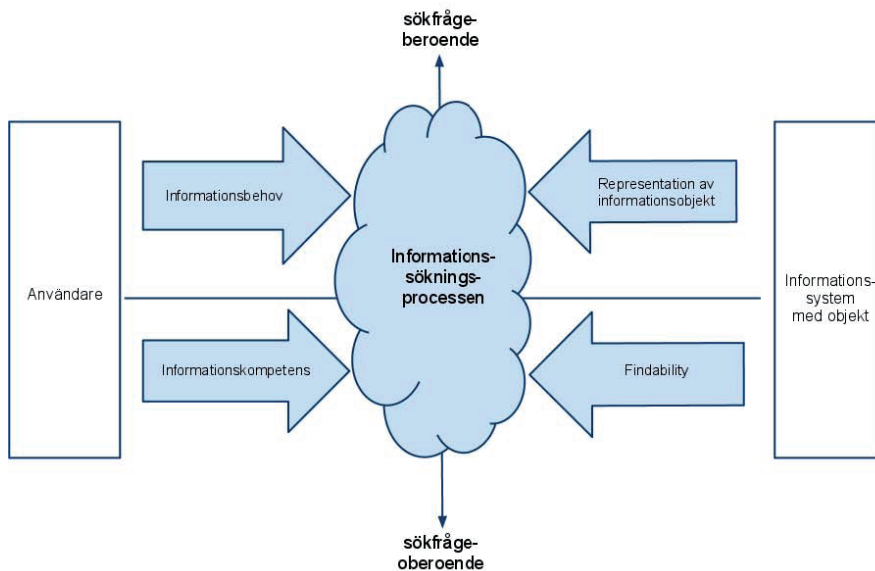 sökfråge-
beroende
Informationsbehov
Representation av
informationsobjekt
Informations-
söknings-
processen
Användare
Informations-
system
med objekt
Informationskompetens
Findability
sökfråge-
oberoende